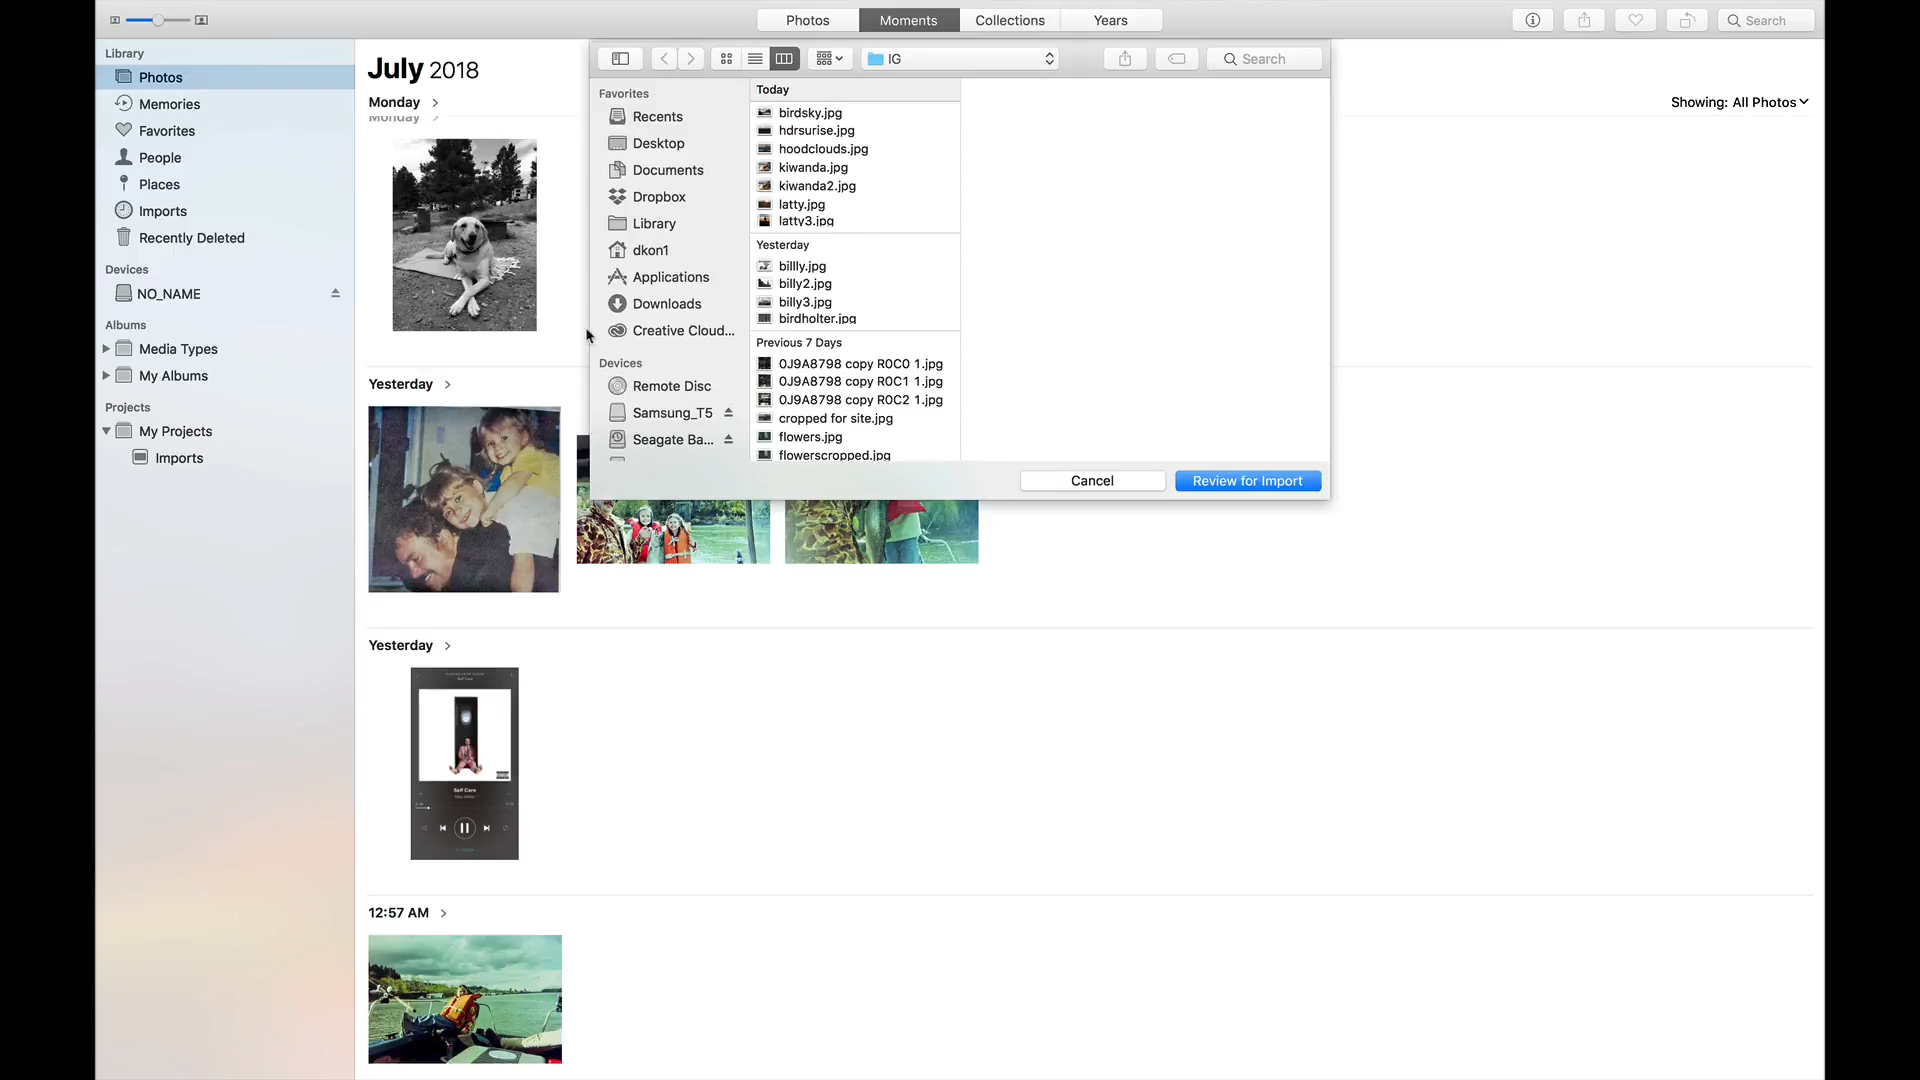 Photos
Moments
Collections
Years
Search
Library
Photos
Memories
Favorites
People
Places
Imports
Recently Deleted
Devices
NO_NAME
Albums
Media Types
My Albums
Projects
My Projects
Imports
July 2018
Monday
Monday
Showing: All Photos
IG
Search
Favorites
Recents
Desktop
Documents
Dropbox
Library
dkon1
Applications
Downloads
Creative Cloud...
Devices
Remote Disc
Samsung_T5
Seagate Ba...
Today
birdsky.jpg
hdrsurise.jpg
hoodclouds.jpg
kiwanda.jpg
kiwanda2.jpg
latty.jpg
latty3.jpg
Yesterday
billly.jpg
billy2.jpg
billy3.jpg
birdholter.jpg
Previous 7 Days
0J9A8798 copy R0C0 1.jpg
0J9A8798 copy R0C1 1.jpg
0J9A8798 copy R0C2 1.jpg
cropped for site.jpg
flowers.jpg
flowerscropped.jpg
Cancel
Review for Import
Yesterday
Yesterday
Self Care
12:57 AM